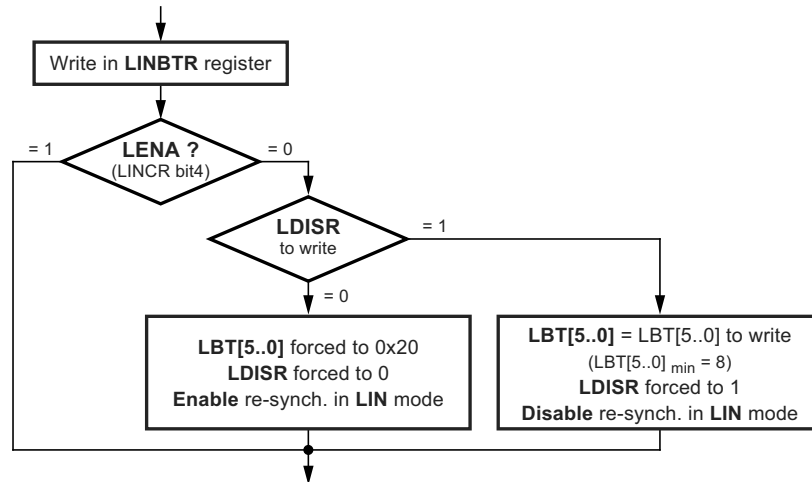 Write in LINBTR register
= 1
LENA ?
(LINCR bit4)
= 0
LDISR
to write
= 1
= 0
LBT[5..0] forced to 0x20
LDISR forced to 0
Enable re-synch. in LIN mode
LBT[5..0] = LBT[5..0] to write
(LBT[5..0] min = 8)
LDISR forced to 1
Disable re-synch. in LIN mode